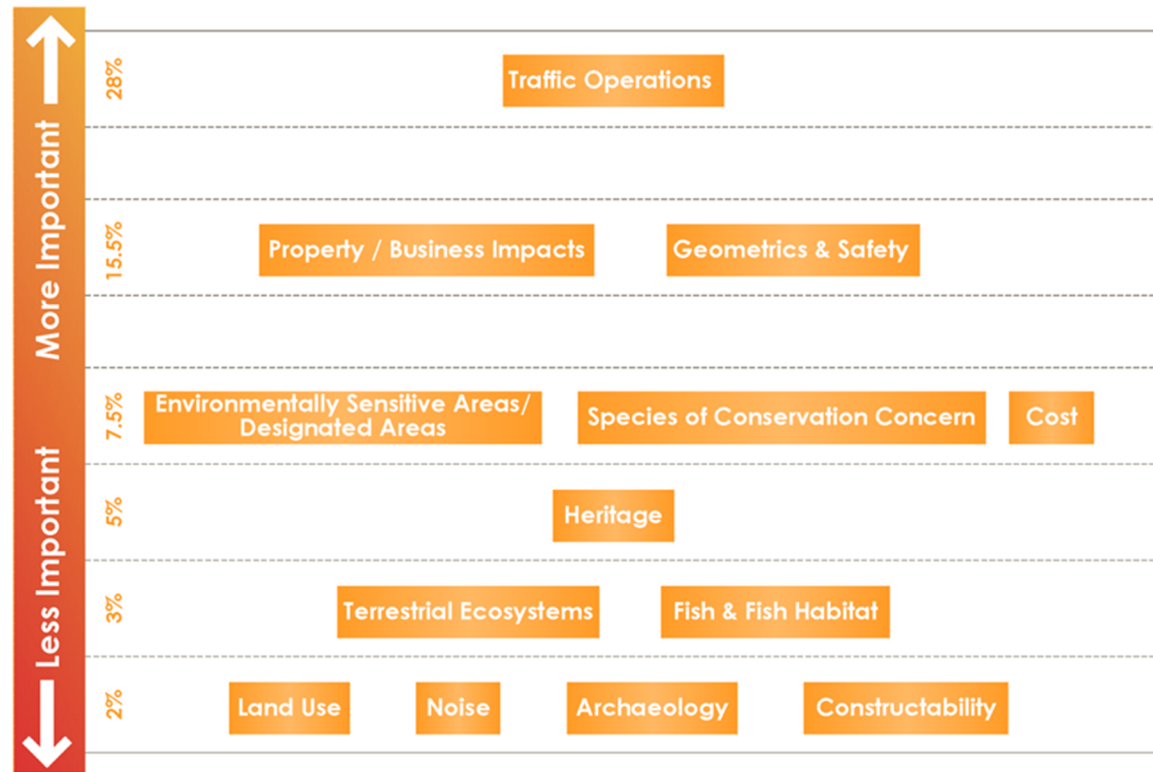 More Important
Less Important
28%
Traffic Operations
15.5%
Property / Business Impacts
Geometrics & Safety
7.5%
Environmentally Sensitive Areas/
Designated Areas
Species of Conservation Concern
Cost
5%
Heritage
3%
Terrestrial Ecosystems
Fish & Fish Habitat
2%
Land Use
Noise
Archaeology
Constructability